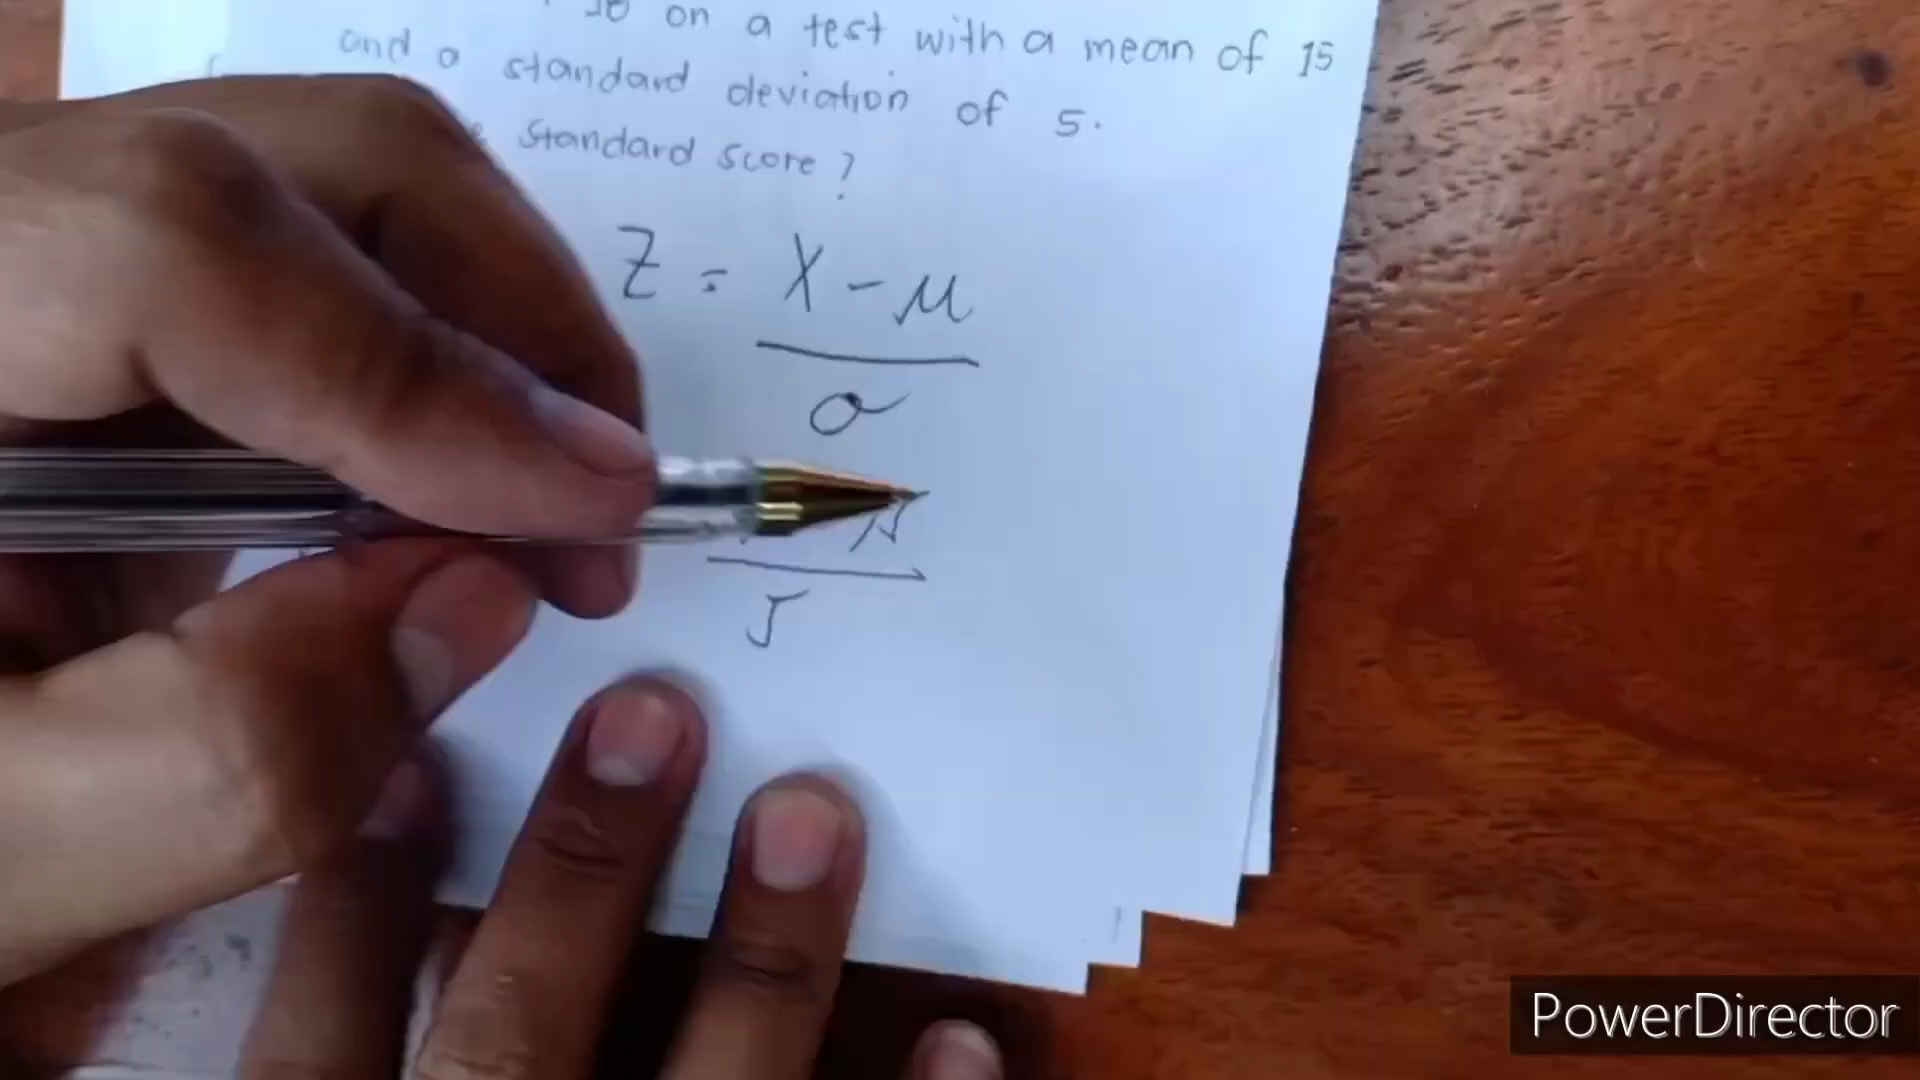 on a test with a mean of 15
and a standard deviation of 5.
standard score?
Z = X - μ
σ
5
PowerDirector